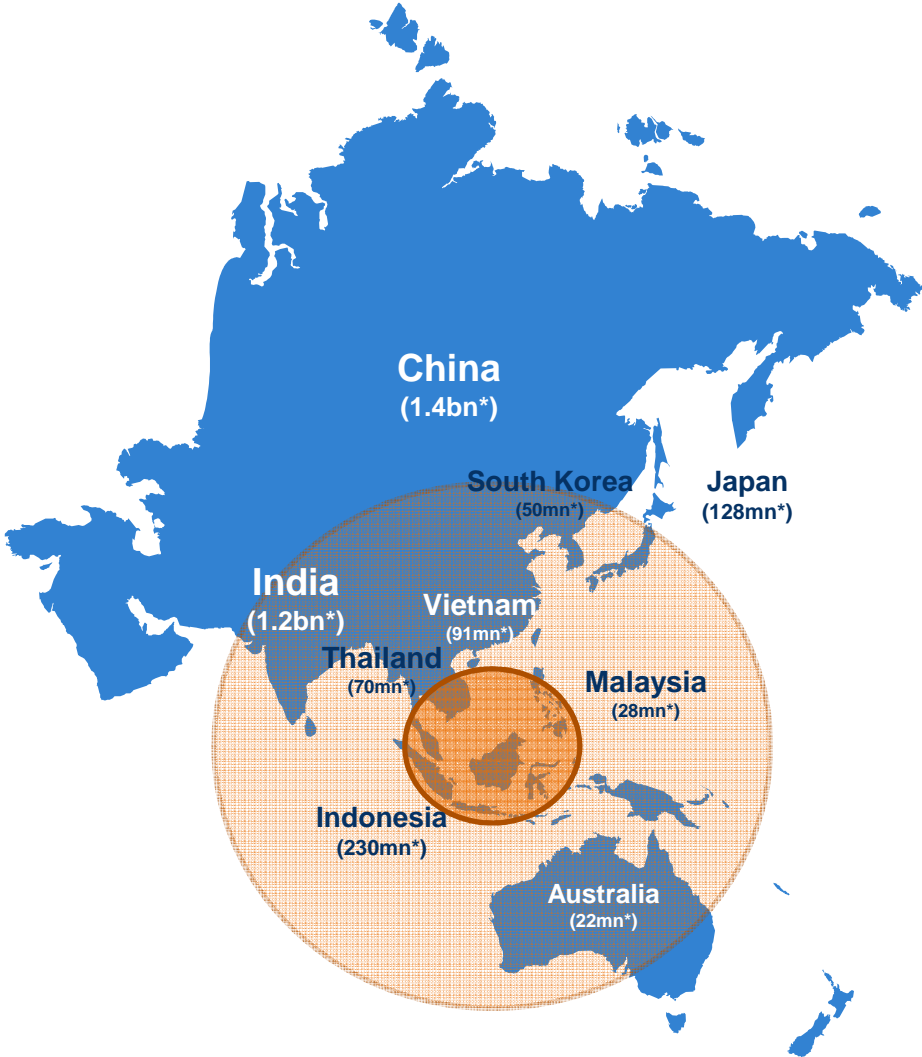 China
(1.4bn*)
South Korea
(50mn*)
Japan
(128mn*)
India
(1.2bn*)
Vietnam
(91mn*)
Thailand
(70mn*)
Malaysia
(28mn*)
Indonesia
(230mn*)
Australia
(22mn*)